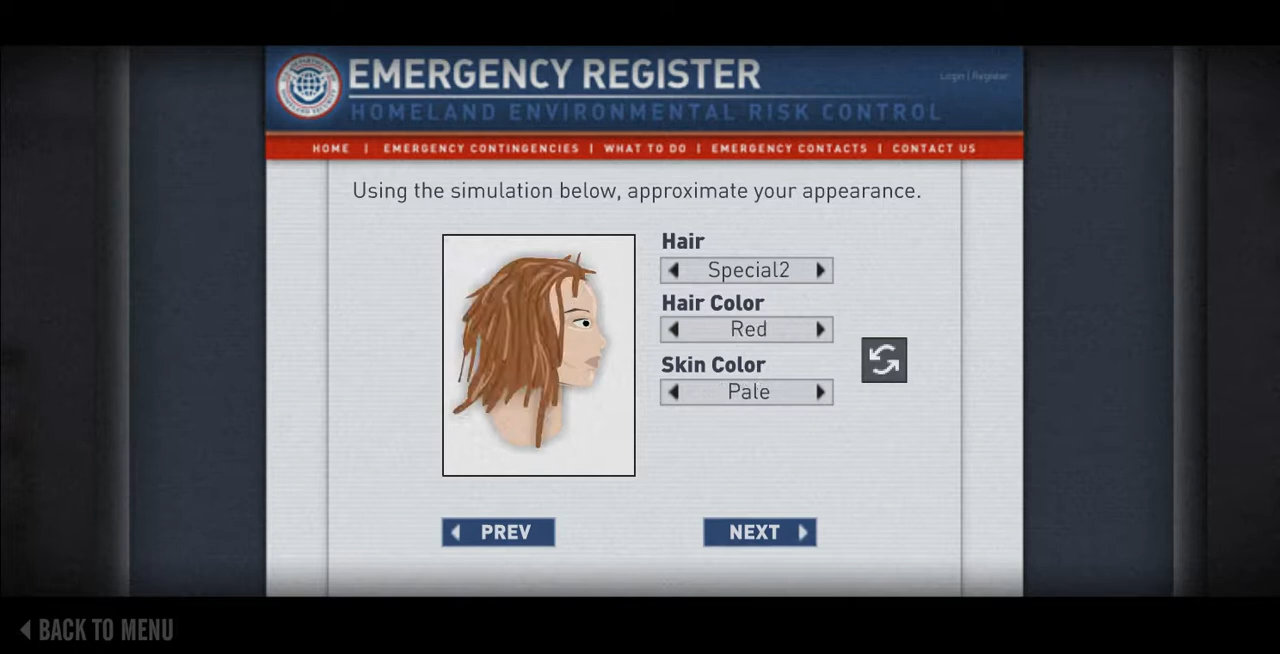 EMERGENCY REGISTER
Login | Register
HOMELAND ENVIRONMENTAL RISK CONTROL
HOME | EMERGENCY CONTINGENCIES | WHAT TO DO | EMERGENCY CONTACTS | CONTACT US
Using the simulation below, approximate your appearance.
Hair
Special2
Hair Color
Red
Skin Color
Pale
PREV
NEXT
BACK TO MENU